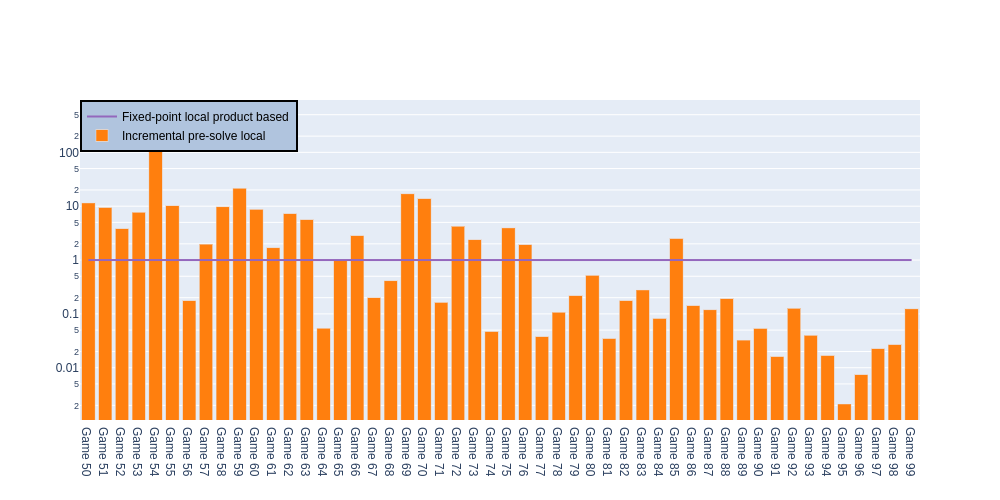 Fixed-point local product based
Incremental pre-solve local
5
2
100
5
2
10
5
2
1
5
2
0.1
5
2
0.01
5
2
Game 50
Game 51
Game 52
Game 53
Game 54
Game 55
Game 56
Game 57
Game 58
Game 59
Game 60
Game 61
Game 62
Game 63
Game 64
Game 65
Game 66
Game 67
Game 68
Game 69
Game 70
Game 71
Game 72
Game 73
Game 74
Game 75
Game 76
Game 77
Game 78
Game 79
Game 80
Game 81
Game 82
Game 83
Game 84
Game 85
Game 86
Game 87
Game 88
Game 89
Game 90
Game 91
Game 92
Game 93
Game 94
Game 95
Game 96
Game 97
Game 98
Game 99